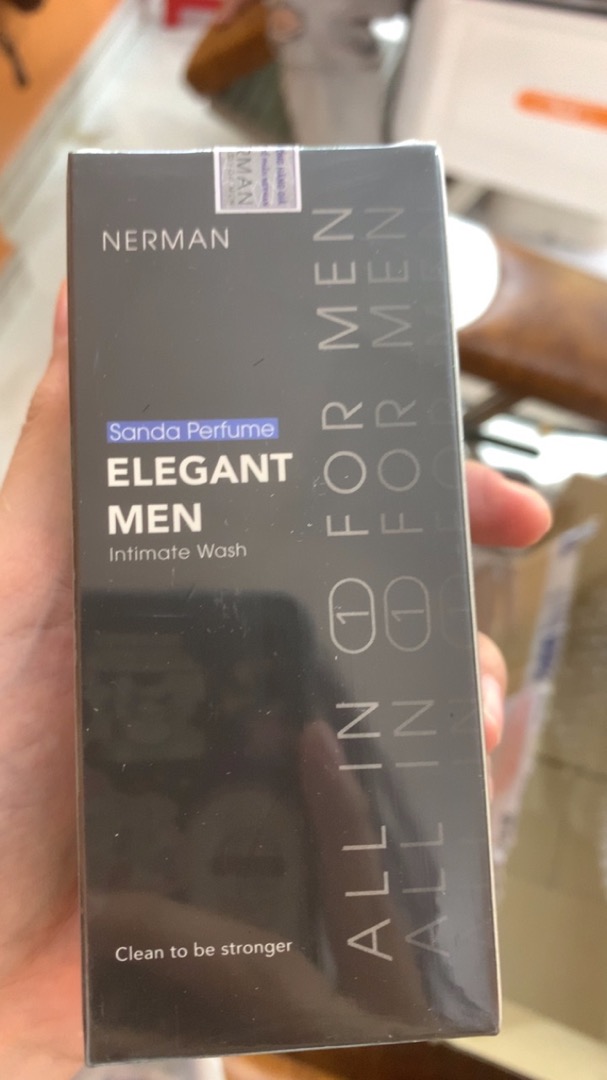 NERMAN
Sanda Perfume
ELEGANT
MEN
Intimate Wash
Clean to be stronger
ALL IN 1 FOR MEN
ALL IN 1 FOR MEN